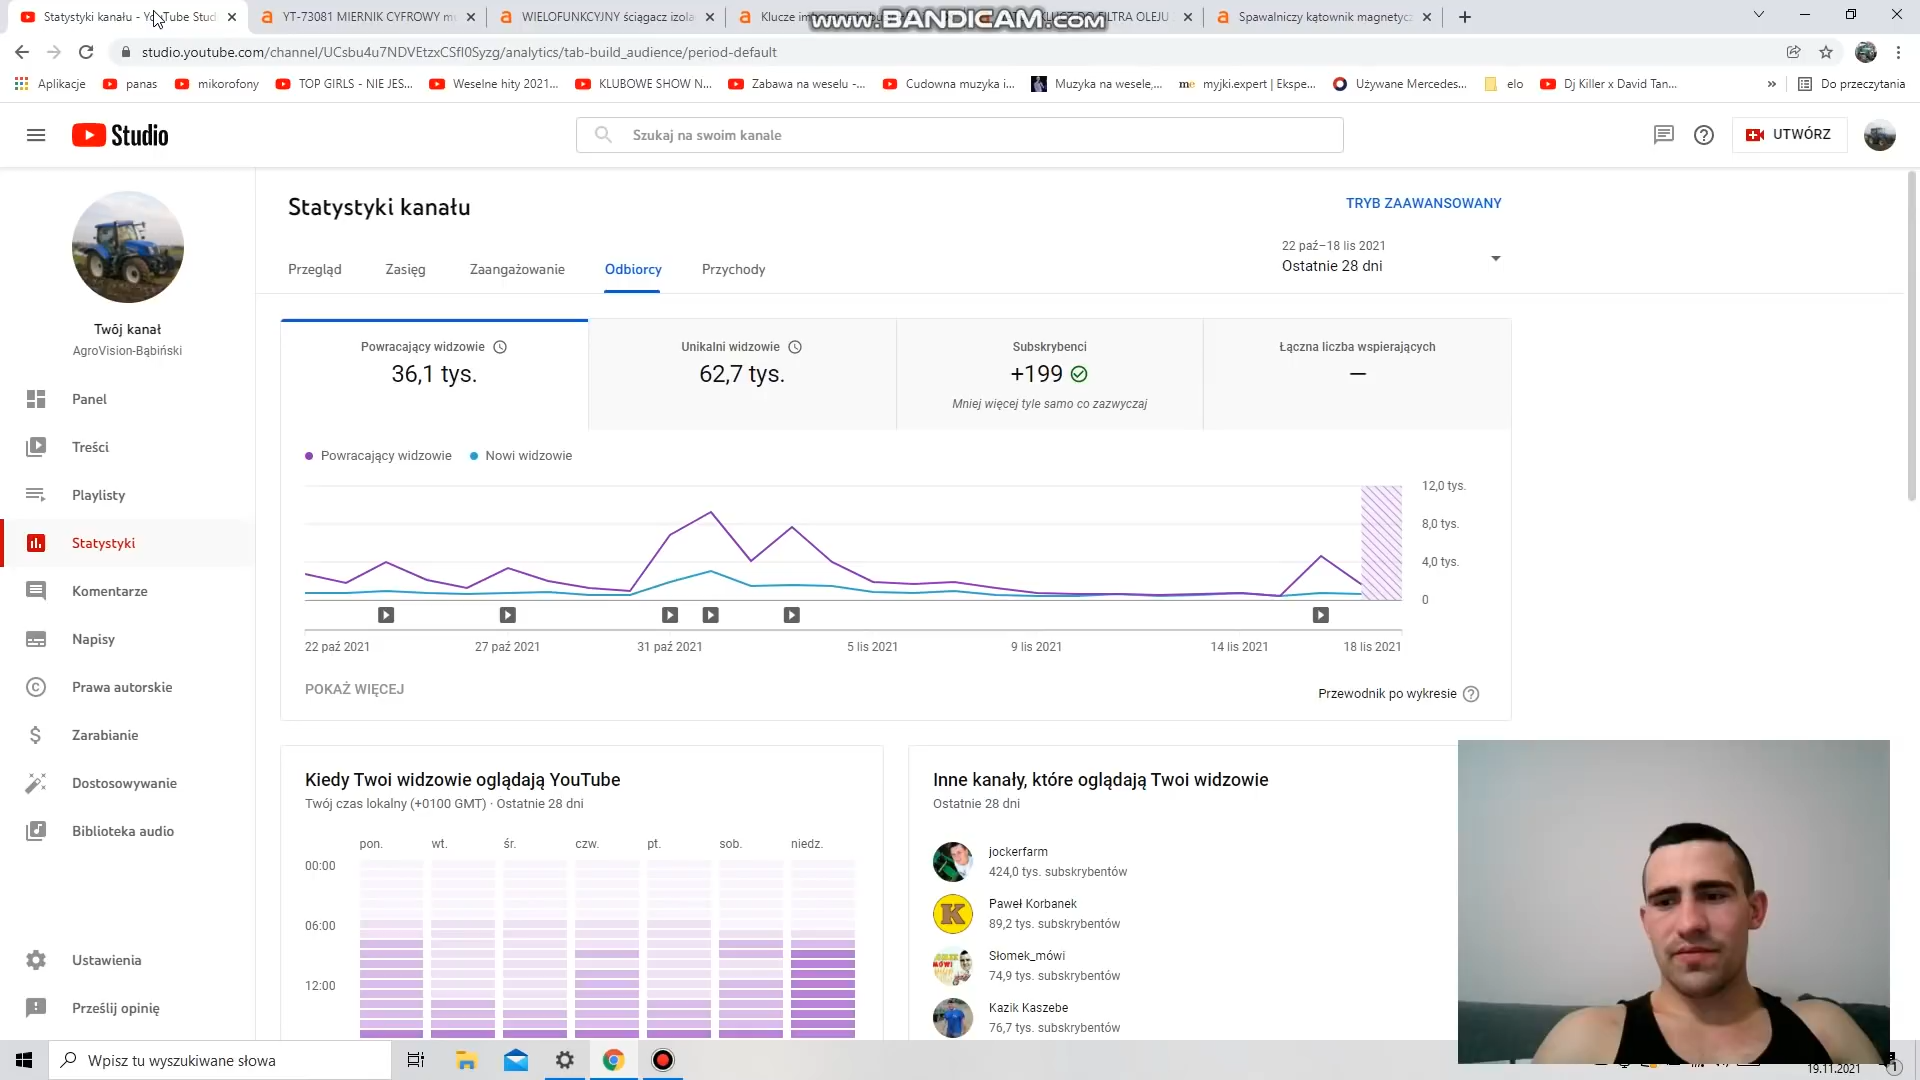 Statystyki kanału - YouTube Stud
YT-73081 MIERNIK CYFROWY m
WIELOFUNKCYJNY ściągacz izola
KLUCZ DO FILTRA OLEJU
Spawalniczy kątownik magnetycz
www.BANDICAM.com
studio.youtube.com/channel/UCsbu4u7NDVEtzxCSfI0Syzg/analytics/tab-build_audience/period-default
Aplikacje
panas
mikorofony
TOP GIRLS - NIE JES...
Weselne hity 2021...
KLUBOWE SHOW N...
Zabawa na weselu -...
Cudowna muzyka i...
Muzyka na wesele,...
myjki.expert | Ekspe...
Używane Mercedes...
elo
Dj Killer x David Tan...
»
Do przeczytania
Studio
Szukaj na swoim kanale
UTWÓRZ
Twój kanał
AgroVision-Bąbiński
Panel
Treści
Playlisty
Statystyki
Komentarze
Napisy
Prawa autorskie
Zarabianie
Dostosowywanie
Biblioteka audio
Ustawienia
Prześlij opinię
Statystyki kanału
TRYB ZAAWANSOWANY
Przegląd
Zasięg
Zaangażowanie
Odbiorcy
Przychody
22 paź–18 lis 2021
Ostatnie 28 dni
Powracający widzowie
36,1 tys.
Unikalni widzowie
62,7 tys.
Subskrybenci
+199
Mniej więcej tyle samo co zazwyczaj
Łączna liczba wspierających
—
Powracający widzowie
Nowi widzowie
12,0 tys.
8,0 tys.
4,0 tys.
0
22 paź 2021
27 paź 2021
31 paź 2021
5 lis 2021
9 lis 2021
14 lis 2021
18 lis 2021
POKAŻ WIĘCEJ
Przewodnik po wykresie
Kiedy Twoi widzowie oglądają YouTube
Twój czas lokalny (+0100 GMT) · Ostatnie 28 dni
pon.
wt.
śr.
czw.
pt.
sob.
niedz.
00:00
06:00
12:00
Inne kanały, które oglądają Twoi widzowie
Ostatnie 28 dni
jockerfarm
424,0 tys. subskrybentów
Paweł Korbanek
89,2 tys. subskrybentów
Słomek_mówi
74,9 tys. subskrybentów
Kazik Kaszebe
76,7 tys. subskrybentów
Wpisz tu wyszukiwane słowa
19.11.2021
1